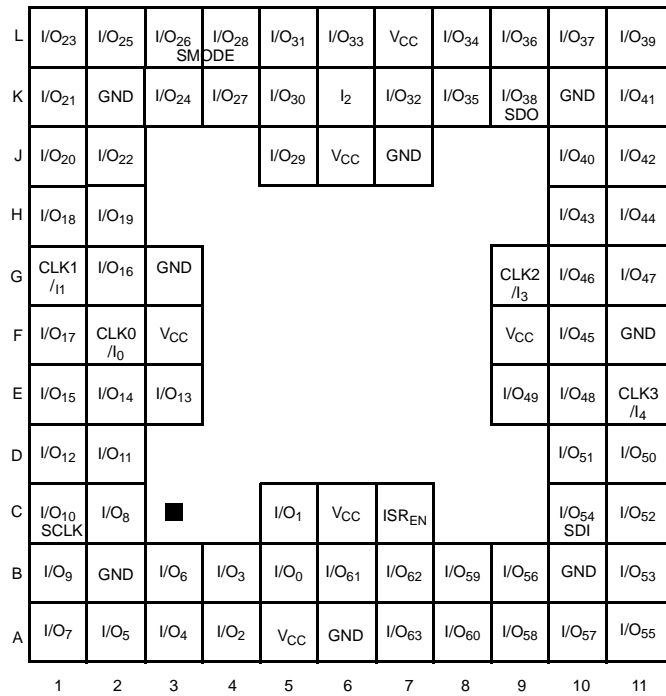 L I/O23 I/O25 I/O26 I/O28 I/O31 I/O33 VCC I/O34 I/O36 I/O37 I/O39
SMODE
K I/O21 GND I/O24 I/O27 I/O30 I2 I/O32 I/O35 I/O38 GND I/O41
SDO
J I/O20 I/O22 I/O29 VCC GND I/O40 I/O42
H I/O18 I/O19 I/O43 I/O44
G CLK1 I/O16 GND CLK2 I/O46 I/O47
/I1 /I3
F I/O17 CLK0 VCC VCC I/O45 GND
/I0
E I/O15 I/O14 I/O13 I/O49 I/O48 CLK3
/I4
D I/O12 I/O11 I/O51 I/O50
C I/O10 I/O8 I/O1 VCC ISREN I/O54 I/O52
SCLK SDI
B I/O9 GND I/O6 I/O3 I/O0 I/O61 I/O62 I/O59 I/O56 GND I/O53
A I/O7 I/O5 I/O4 I/O2 VCC GND I/O63 I/O60 I/O58 I/O57 I/O55
1 2 3 4 5 6 7 8 9 10 11